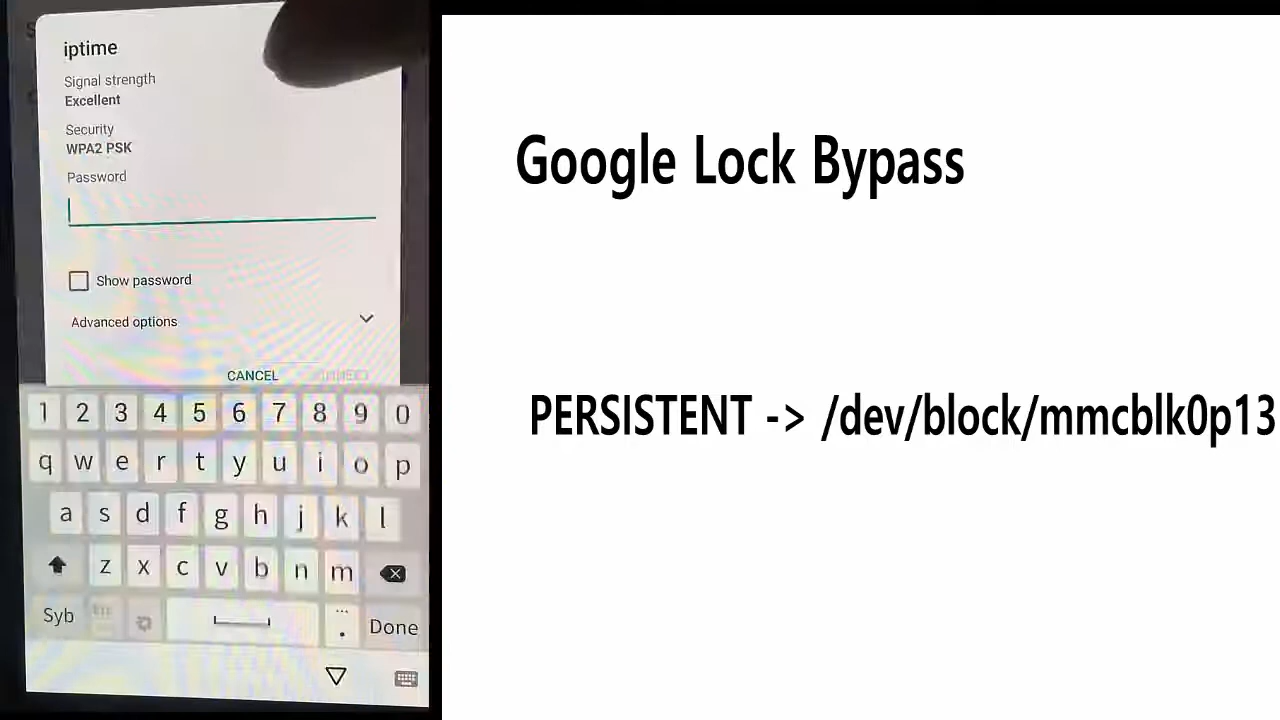 iptime
Signal strength
Excellent
Security
WPA2 PSK
Password
Show password
Advanced options
CANCEL
1 2 3 4 5 6 7 8 9 0
q w e r t y u i o p
a s d f g h j k l
z x c v b n m
Syb . Done
Google Lock Bypass
PERSISTENT -> /dev/block/mmcblk0p13